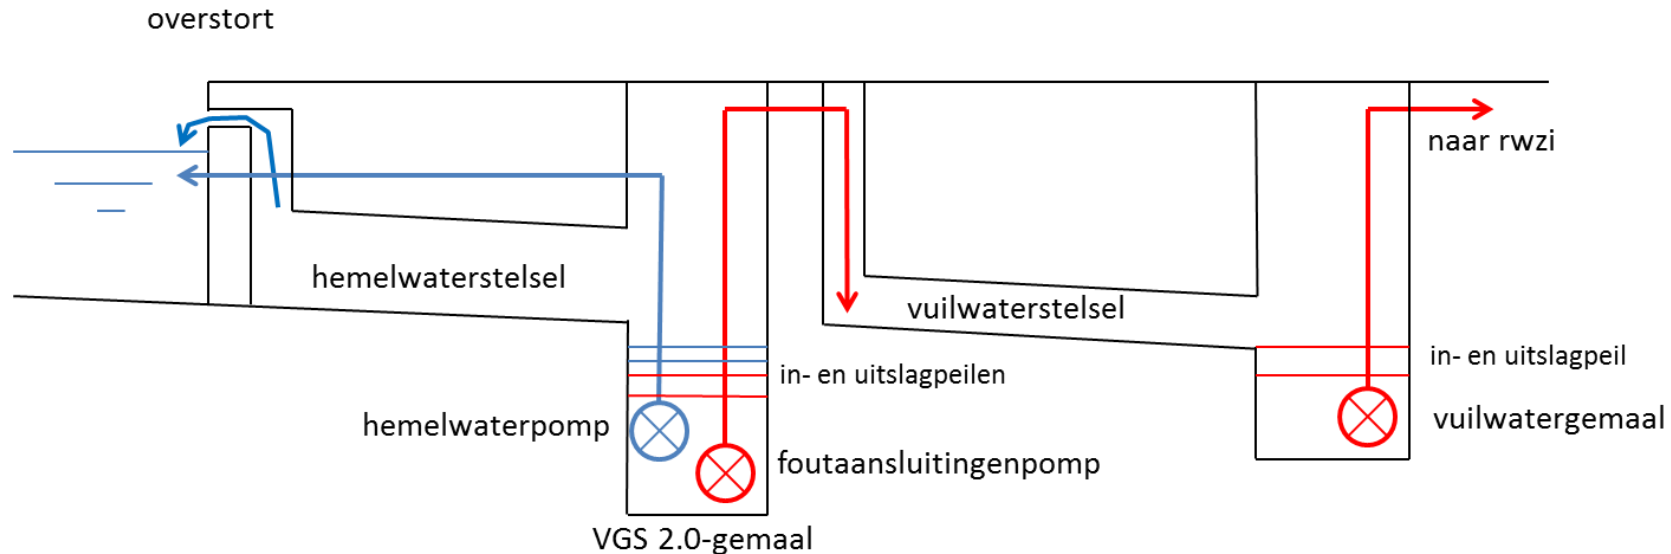 overstort
naar rwzi
hemelwaterstelsel
vuilwaterstelsel
in- en uitslagpeilen
in- en uitslagpeil
hemelwaterpomp
vuilwatergemaal
foutaansluitingenpomp
VGS 2.0-gemaal